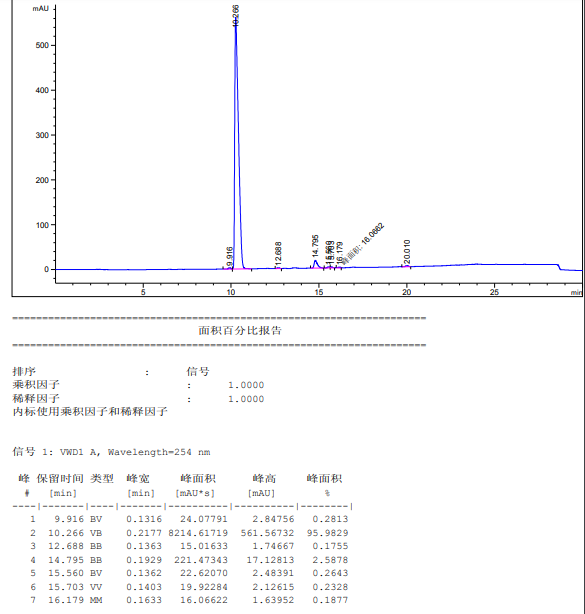 mAU
500
400
300
200
100
0
10.266
9.916
12.688
14.795
15.560
15.703
16.179
峰面积: 16.0662
20.010
5 10 15 20 25 min
==================================================================
面积百分比报告
==================================================================
排序 : 信号
乘积因子 : 1.0000
稀释因子 : 1.0000
内标使用乘积因子和稀释因子
信号 1: VWD1 A, Wavelength=254 nm
峰 保留时间 类型 峰宽 峰面积 峰高 峰面积
# [min] [min] [mAU*s] [mAU] %
----|-------|----|-------|----------|----------|--------|
1 9.916 BV 0.1316 24.07791 2.84756 0.2813
2 10.266 VB 0.2177 8214.61719 561.56732 95.9829
3 12.688 BB 0.1363 15.01633 1.74667 0.1755
4 14.795 BB 0.1929 221.47343 17.12813 2.5878
5 15.560 BV 0.1362 22.62070 2.48391 0.2643
6 15.703 VV 0.1403 19.92284 2.12615 0.2328
7 16.179 MM 0.1633 16.06622 1.63952 0.1877